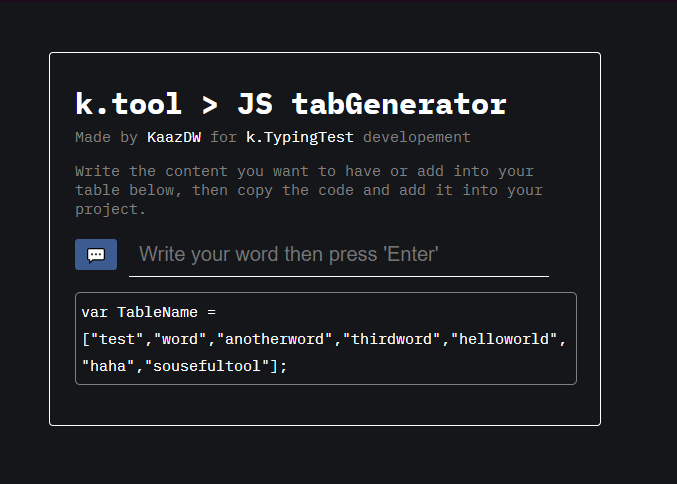 k.tool > JS tabGenerator
Made by KaazDW for k.TypingTest developement
Write the content you want to have or add into your
table below, then copy the code and add it into your
project.
Write your word then press 'Enter'
var TableName =
["test","word","anotherword","thirdword","helloworld",
"haha","sousefultool"];